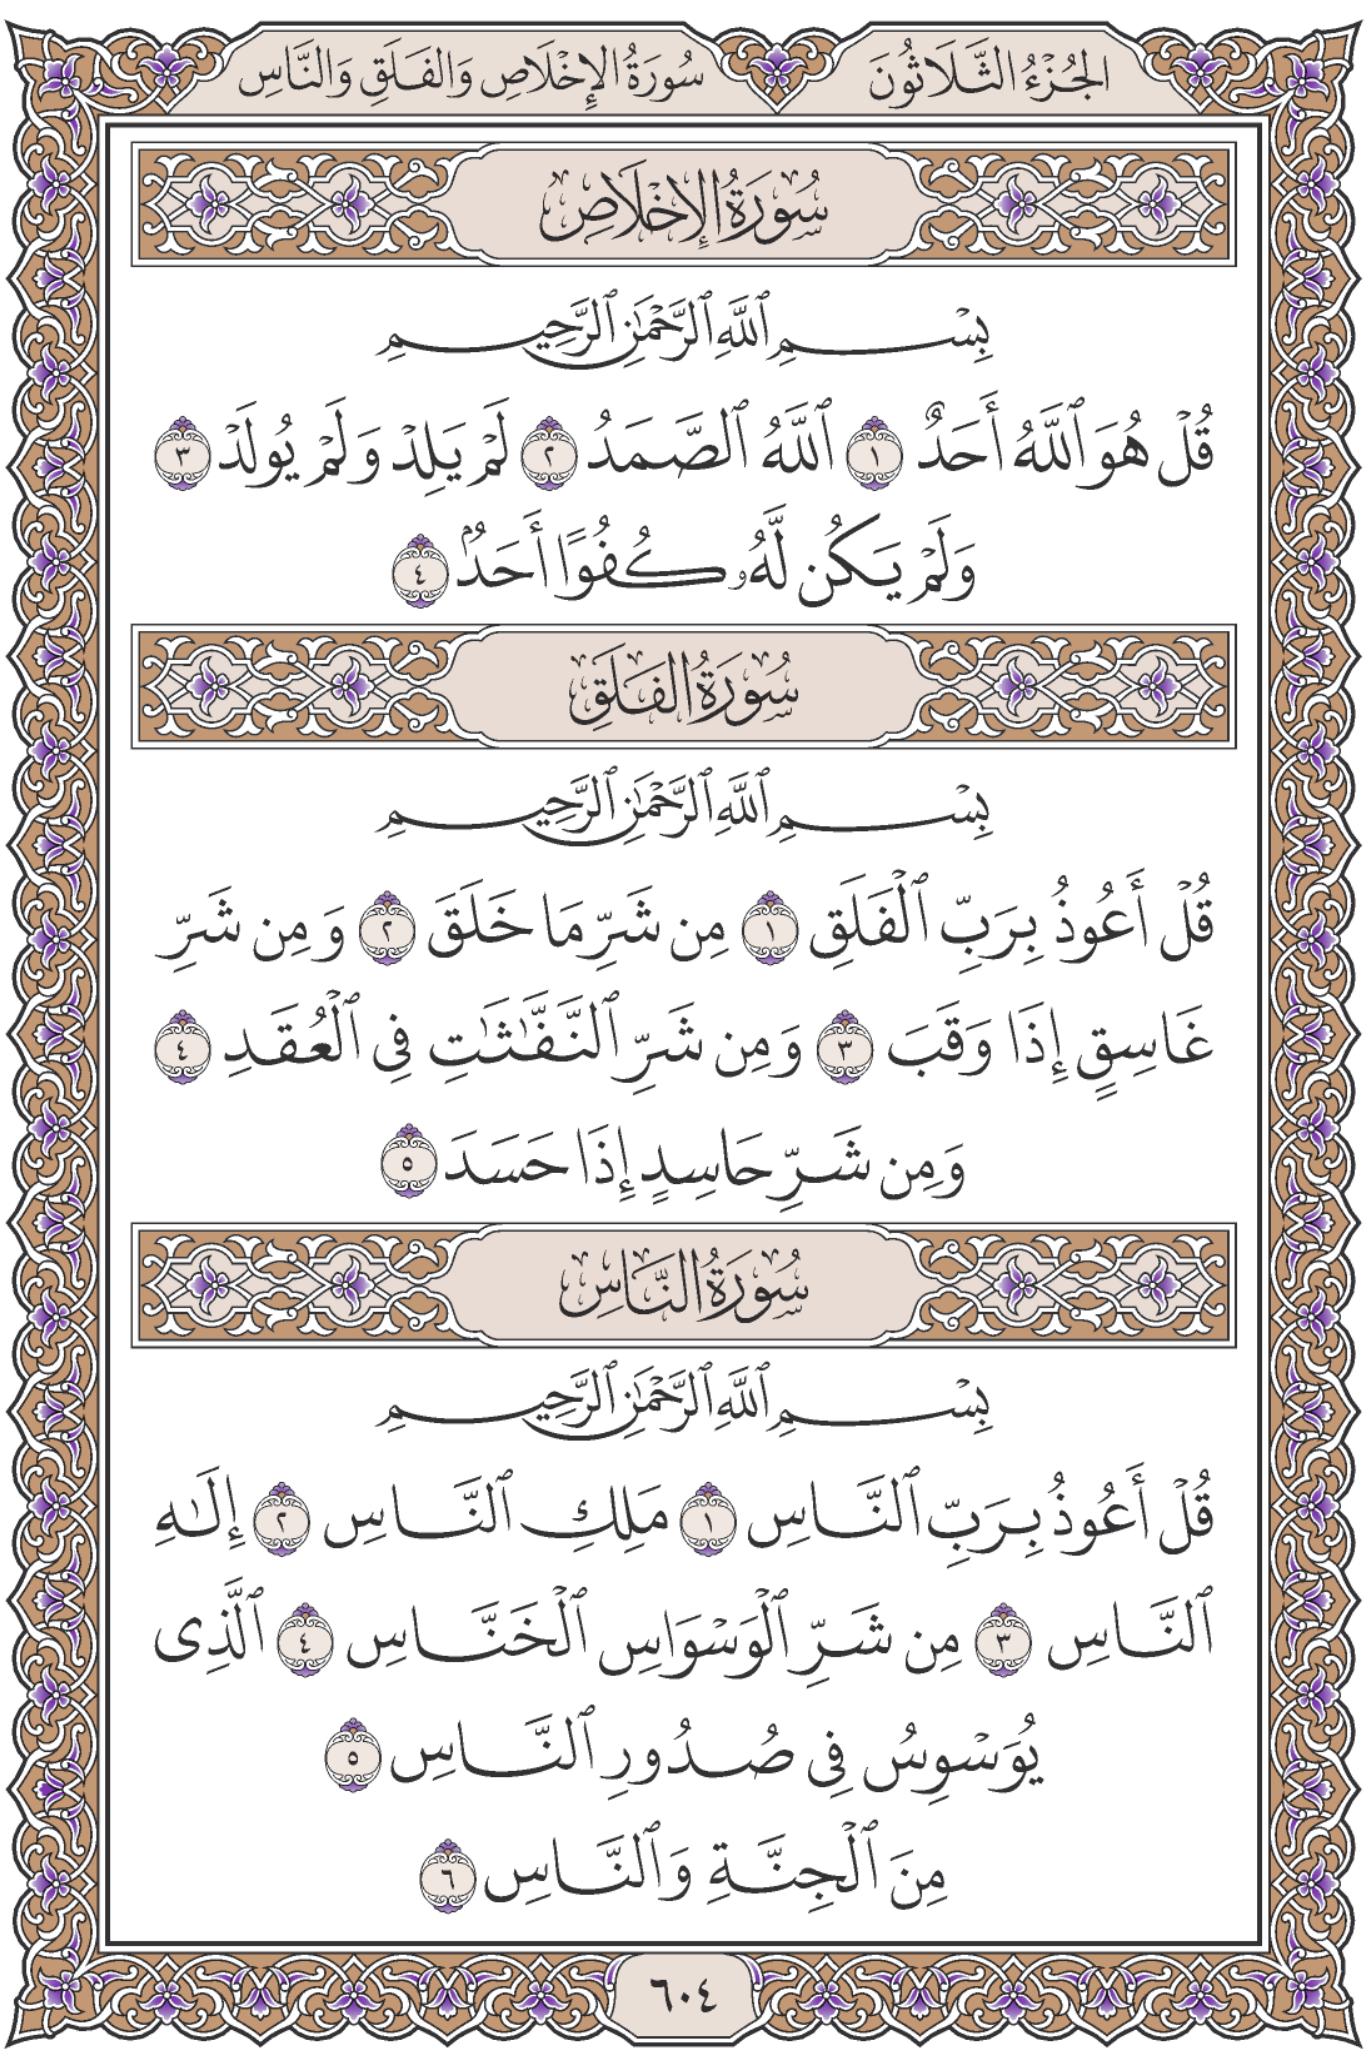 الجُزْءُ الثَّلَاثُونَ
سُورَةُ الإِخْلَاصِ وَالفَلَقِ وَالنَّاسِ
سُورَةُ الإِخْلَاصِ
بِسۡمِ ٱللَّهِ ٱلرَّحۡمَٰنِ ٱلرَّحِيمِ
قُلۡ هُوَ ٱللَّهُ أَحَدٌ ١ ٱللَّهُ ٱلصَّمَدُ ٢ لَمۡ يَلِدۡ وَلَمۡ يُولَدۡ ٣
وَلَمۡ يَكُن لَّهُۥ كُفُوًا أَحَدُۢ ٤
سُورَةُ الفَلَقِ
بِسۡمِ ٱللَّهِ ٱلرَّحۡمَٰنِ ٱلرَّحِيمِ
قُلۡ أَعُوذُ بِرَبِّ ٱلۡفَلَقِ ١ مِن شَرِّ مَا خَلَقَ ٢ وَمِن شَرِّ
غَاسِقٍ إِذَا وَقَبَ ٣ وَمِن شَرِّ ٱلنَّفَّٰثَٰتِ فِى ٱلۡعُقَدِ ٤
وَمِن شَرِّ حَاسِدٍ إِذَا حَسَدَ ٥
سُورَةُ النَّاسِ
بِسۡمِ ٱللَّهِ ٱلرَّحۡمَٰنِ ٱلرَّحِيمِ
قُلۡ أَعُوذُ بِرَبِّ ٱلنَّاسِ ١ مَلِكِ ٱلنَّاسِ ٢ إِلَٰهِ
ٱلنَّاسِ ٣ مِن شَرِّ ٱلۡوَسۡوَاسِ ٱلۡخَنَّاسِ ٤ ٱلَّذِى
يُوَسۡوِسُ فِى صُدُورِ ٱلنَّاسِ ٥
مِنَ ٱلۡجِنَّةِ وَٱلنَّاسِ ٦
٦٠٤